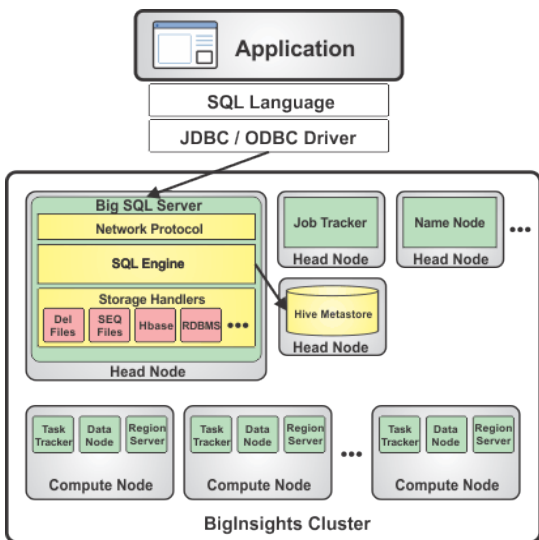 Application
SQL Language
JDBC / ODBC Driver
Big SQL Server
Network Protocol
SQL Engine
Storage Handlers
Del Files
SEQ Files
Hbase
RDBMS
•••
Head Node
Job Tracker
Head Node
Name Node
Head Node
•••
Hive Metastore
Head Node
Task Tracker
Data Node
Region Server
Compute Node
Task Tracker
Data Node
Region Server
Compute Node
•••
Task Tracker
Data Node
Region Server
Compute Node
BigInsights Cluster